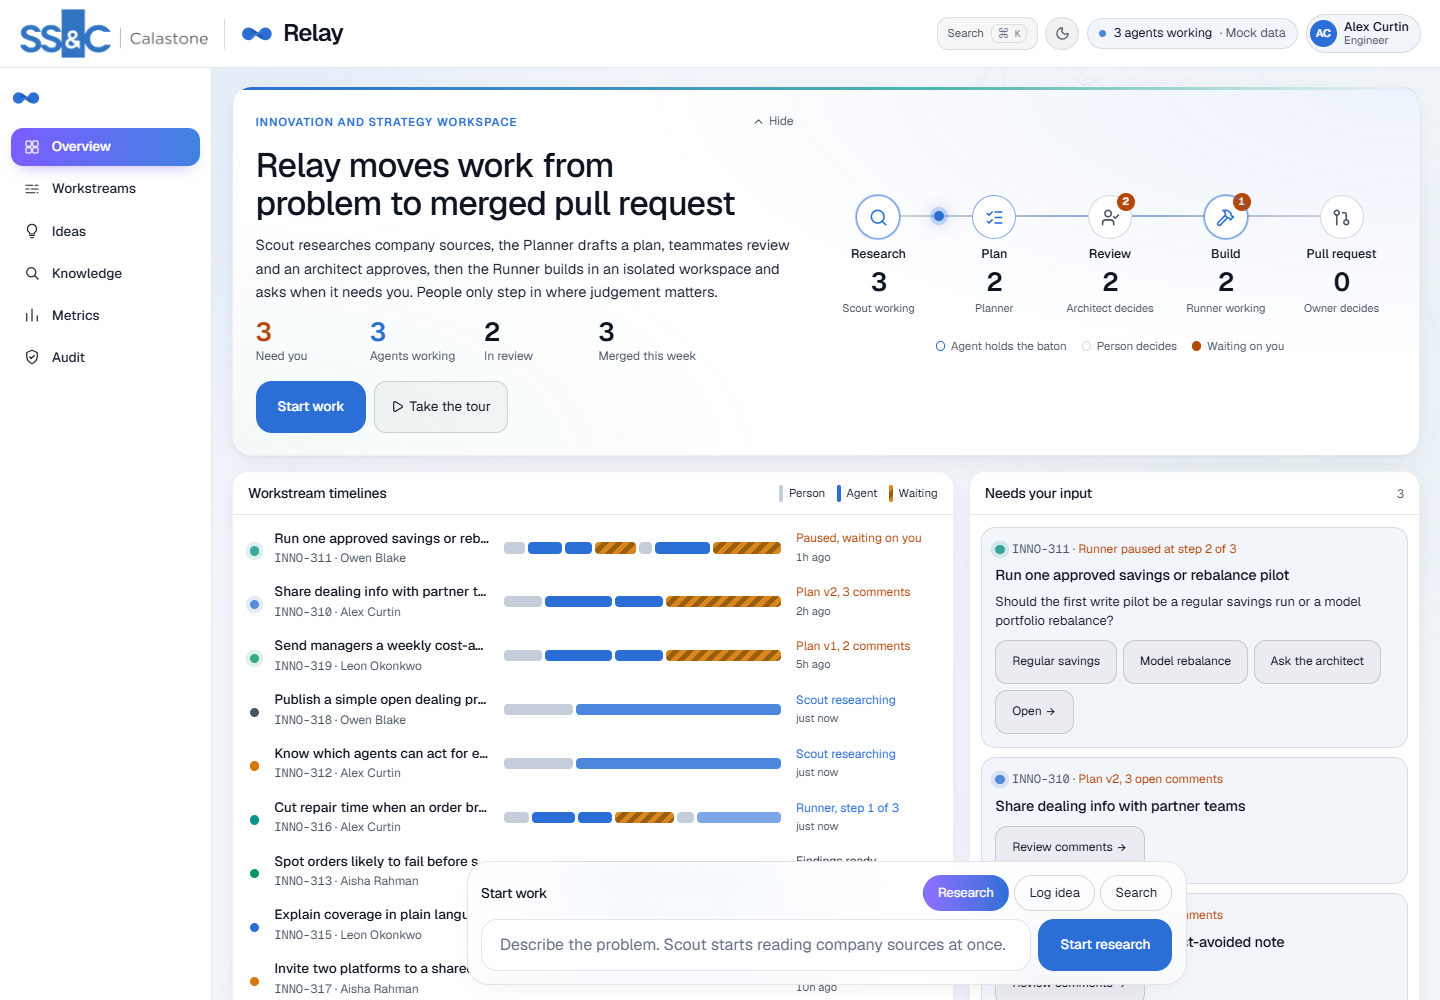 SS&C | Calastone
Relay
Search ⌘ K
3 agents working · Mock data
AC
Alex Curtin
Engineer
Overview
Workstreams
Ideas
Knowledge
Metrics
Audit
INNOVATION AND STRATEGY WORKSPACE
Hide
Relay moves work from
problem to merged pull request
Scout researches company sources, the Planner drafts a plan, teammates review
and an architect approves, then the Runner builds in an isolated workspace and
asks when it needs you. People only step in where judgement matters.
3
Need you
3
Agents working
2
In review
3
Merged this week
Start work
Take the tour
Research
3
Scout working
Plan
2
Planner
2
Review
2
Architect decides
1
Build
2
Runner working
Pull request
0
Owner decides
Agent holds the baton
Person decides
Waiting on you
Workstream timelines
Person
Agent
Waiting
Run one approved savings or reb...
INNO-311 · Owen Blake
Paused, waiting on you
1h ago
Share dealing info with partner t...
INNO-310 · Alex Curtin
Plan v2, 3 comments
2h ago
Send managers a weekly cost-a...
INNO-319 · Leon Okonkwo
Plan v1, 2 comments
5h ago
Publish a simple open dealing pr...
INNO-318 · Owen Blake
Scout researching
just now
Know which agents can act for e...
INNO-312 · Alex Curtin
Scout researching
just now
Cut repair time when an order br...
INNO-316 · Alex Curtin
Runner, step 1 of 3
just now
Spot orders likely to fail before s
INNO-313 · Aisha Rahman
Findings ready
Explain coverage in plain langu
INNO-315 · Leon Okonkwo
Invite two platforms to a share
INNO-317 · Aisha Rahman
10h ago
Needs your input
3
INNO-311 · Runner paused at step 2 of 3
Run one approved savings or rebalance pilot
Should the first write pilot be a regular savings run or a model
portfolio rebalance?
Regular savings
Model rebalance
Ask the architect
Open →
INNO-310 · Plan v2, 3 open comments
Share dealing info with partner teams
Review comments →
ments
t-avoided note
Review comments →
Start work
Research
Log idea
Search
Describe the problem. Scout starts reading company sources at once.
Start research